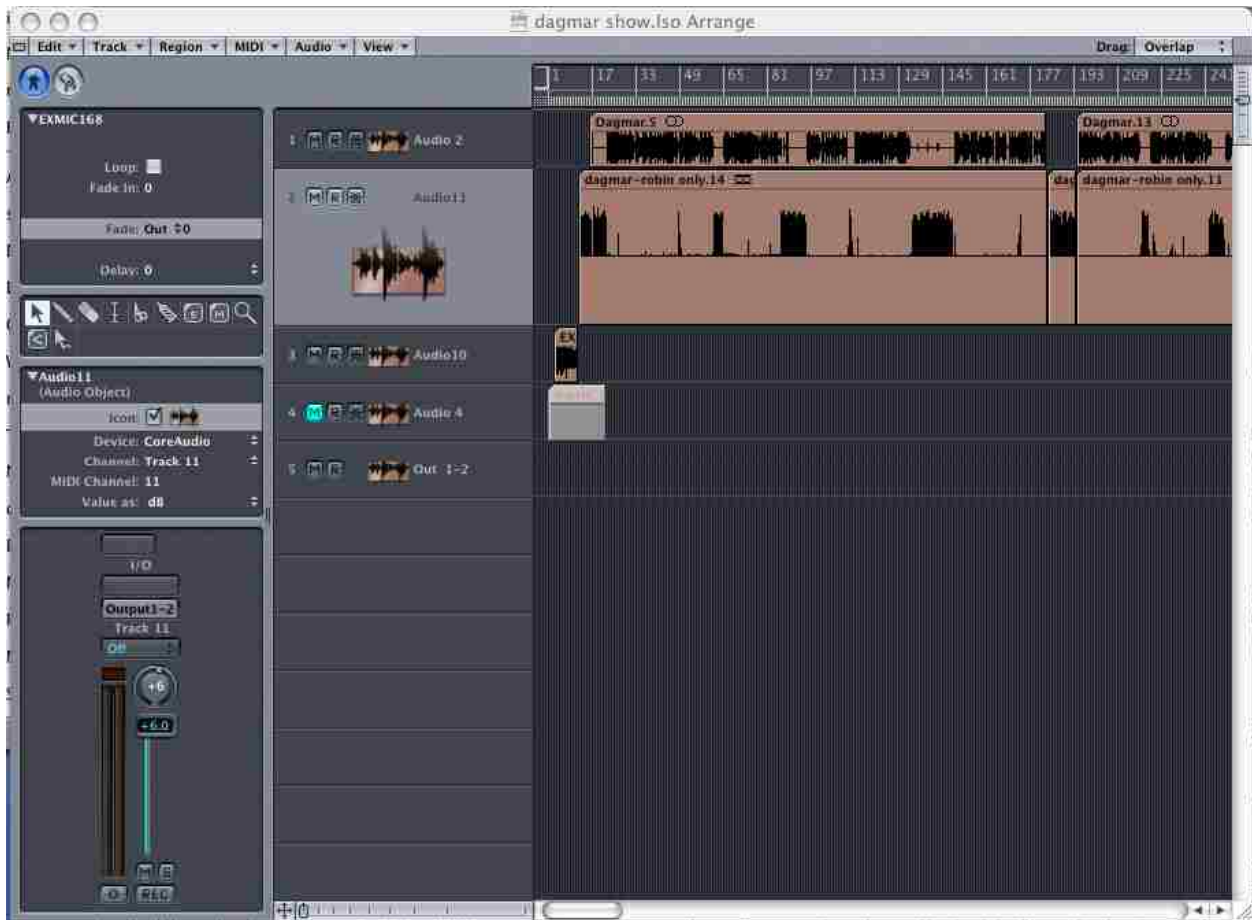 dagmar show.lso Arrange
Edit Track Region MIDI Audio View Drag: Overlap
1 17 33 49 65 81 97 113 129 145 161 177 193 209 225 241
EXMIC168
Loop:
Fade In: 0
Fade: Out 0
Delay: 0
Audio11
(Audio Object)
Icon:
Device: CoreAudio
Channel: Track 11
MIDI Channel: 11
Value as: dB
I/O
Output1-2
Track 11
Off
+6
+6.0
M S
REC
1 M R Audio 2
2 M R Audio11
3 M R Audio10
4 M R Audio 4
5 M R Out 1-2
Dagmar.5
Dagmar.13
dagmar-robin only.14
dag
dagmar-robin only.11
EX